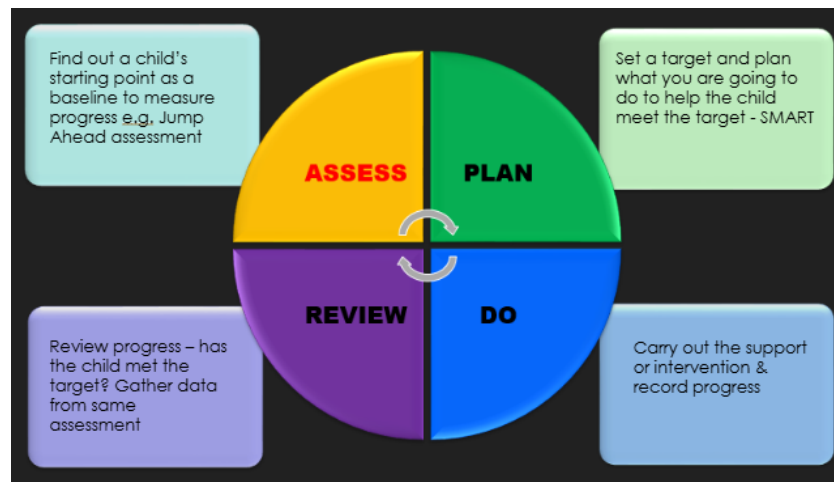 Find out a child's
starting point as a
baseline to measure
progress e.g. Jump
Ahead assessment
ASSESS
PLAN
Set a target and plan
what you are going to
do to help the child
meet the target - SMART
Review progress – has
the child met the
target? Gather data
from same
assessment
REVIEW
DO
Carry out the support
or intervention &
record progress